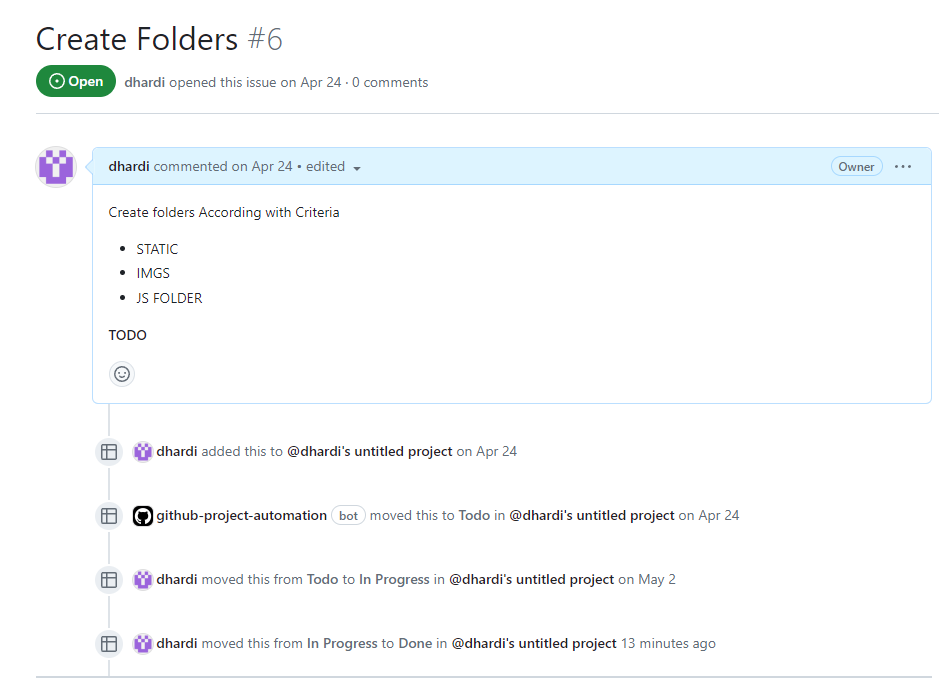 Create Folders #6
Open dhardi opened this issue on Apr 24 · 0 comments
dhardi commented on Apr 24 • edited Owner
Create folders According with Criteria
• STATIC
• IMGS
• JS FOLDER
TODO
dhardi added this to @dhardi's untitled project on Apr 24
github-project-automation bot moved this to Todo in @dhardi's untitled project on Apr 24
dhardi moved this from Todo to In Progress in @dhardi's untitled project on May 2
dhardi moved this from In Progress to Done in @dhardi's untitled project 13 minutes ago